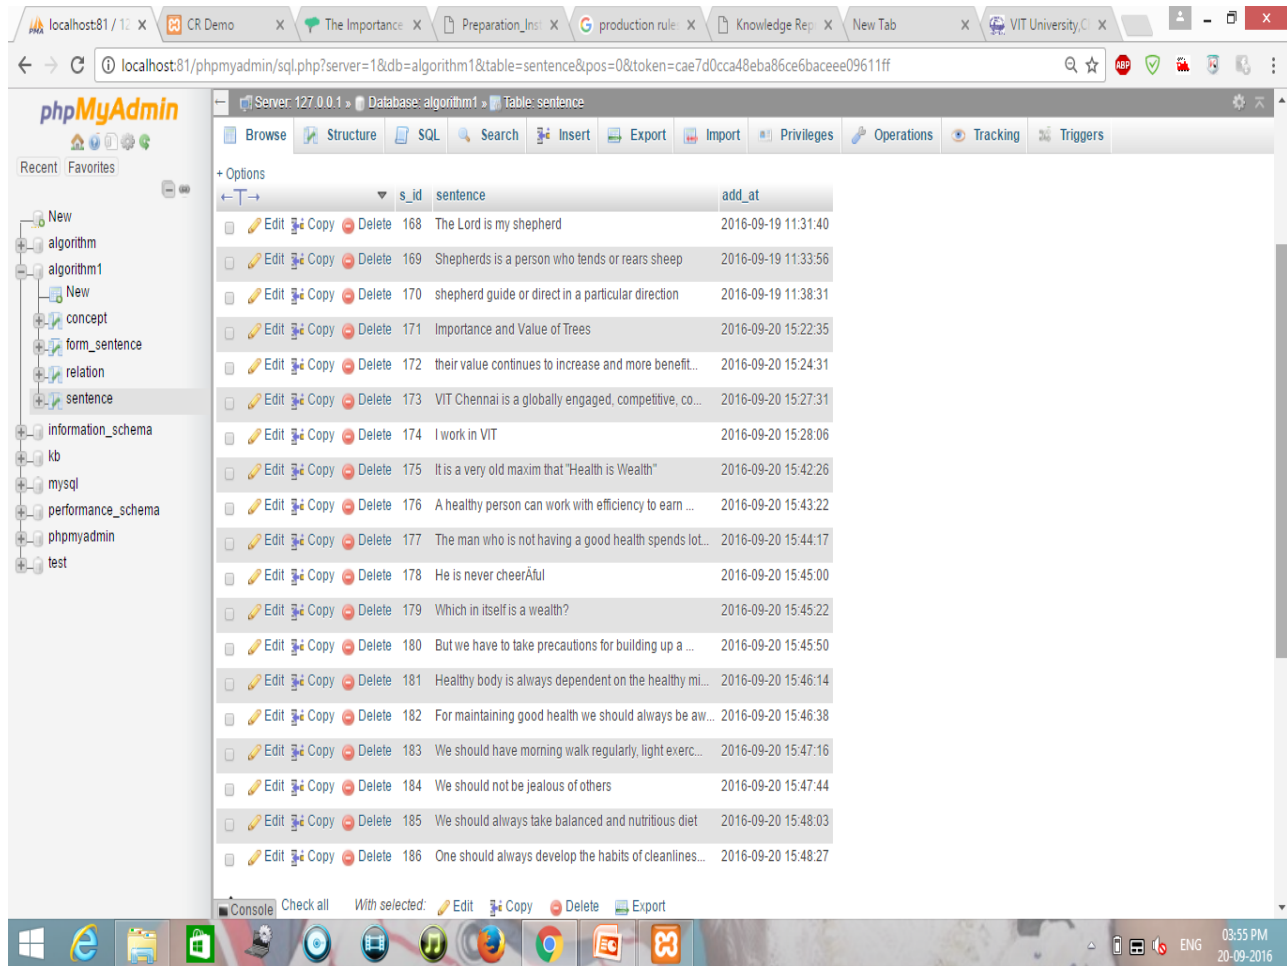 localhost:81 / 12
CR Demo
The Importance
Preparation_Inst
production rule
Knowledge Rep
New Tab
VIT University,C
localhost:81/phpmyadmin/sql.php?server=1&db=algorithm1&table=sentence&pos=0&token=cae7d0cca48eba86ce6baceee09611ff
ABP
phpMyAdmin
Recent Favorites
New
algorithm
algorithm1
New
concept
form_sentence
relation
sentence
information_schema
kb
mysql
performance_schema
phpmyadmin
test
Server: 127.0.0.1 » Database: algorithm1 » Table: sentence
Browse Structure SQL Search Insert Export Import Privileges Operations Tracking Triggers
+ Options
←T→ ▼ s_id sentence add_at
Edit Copy Delete 168 The Lord is my shepherd 2016-09-19 11:31:40
Edit Copy Delete 169 Shepherds is a person who tends or rears sheep 2016-09-19 11:33:56
Edit Copy Delete 170 shepherd guide or direct in a particular direction 2016-09-19 11:38:31
Edit Copy Delete 171 Importance and Value of Trees 2016-09-20 15:22:35
Edit Copy Delete 172 their value continues to increase and more benefit... 2016-09-20 15:24:31
Edit Copy Delete 173 VIT Chennai is a globally engaged, competitive, co... 2016-09-20 15:27:31
Edit Copy Delete 174 I work in VIT 2016-09-20 15:28:06
Edit Copy Delete 175 It is a very old maxim that "Health is Wealth" 2016-09-20 15:42:26
Edit Copy Delete 176 A healthy person can work with efficiency to earn ... 2016-09-20 15:43:22
Edit Copy Delete 177 The man who is not having a good health spends lot... 2016-09-20 15:44:17
Edit Copy Delete 178 He is never cheerÂful 2016-09-20 15:45:00
Edit Copy Delete 179 Which in itself is a wealth? 2016-09-20 15:45:22
Edit Copy Delete 180 But we have to take precautions for building up a ... 2016-09-20 15:45:50
Edit Copy Delete 181 Healthy body is always dependent on the healthy mi... 2016-09-20 15:46:14
Edit Copy Delete 182 For maintaining good health we should always be aw... 2016-09-20 15:46:38
Edit Copy Delete 183 We should have morning walk regularly, light exerc... 2016-09-20 15:47:16
Edit Copy Delete 184 We should not be jealous of others 2016-09-20 15:47:44
Edit Copy Delete 185 We should always take balanced and nutritious diet 2016-09-20 15:48:03
Edit Copy Delete 186 One should always develop the habits of cleanlines... 2016-09-20 15:48:27
Console Check all With selected: Edit Copy Delete Export
ENG
03:55 PM
20-09-2016